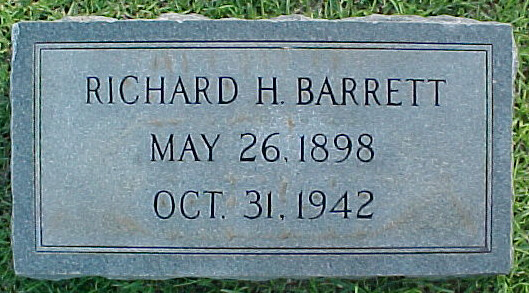 RICHARD H. BARRETT
MAY 26, 1898
OCT. 31, 1942